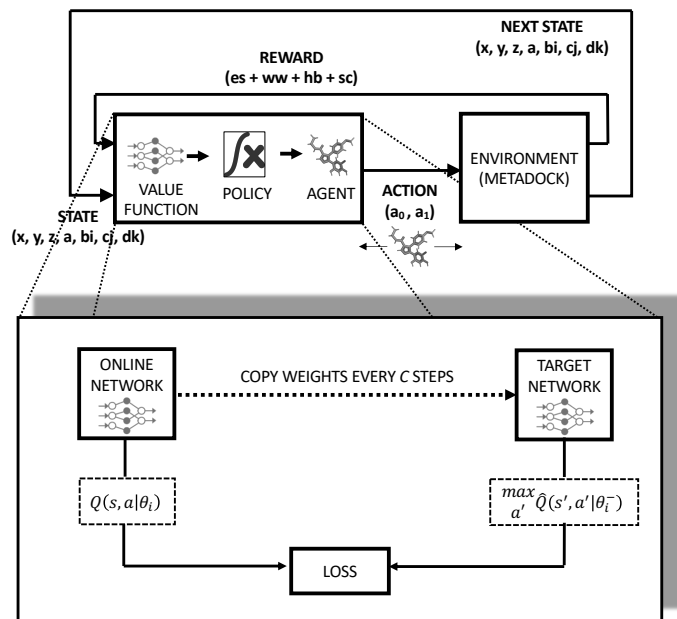 NEXT STATE
(x, y, z, a, bi, cj, dk)
REWARD
(es + ww + hb + sc)
VALUE
FUNCTION
POLICY
AGENT
ENVIRONMENT
(METADOCK)
ACTION
(a₀ , a₁)
STATE
(x, y, z, a, bi, cj, dk)
ONLINE
NETWORK
COPY WEIGHTS EVERY C STEPS
TARGET
NETWORK
Q(s, a|θᵢ)
max
a′
Q̂(s′, a′|θᵢ⁻)
LOSS